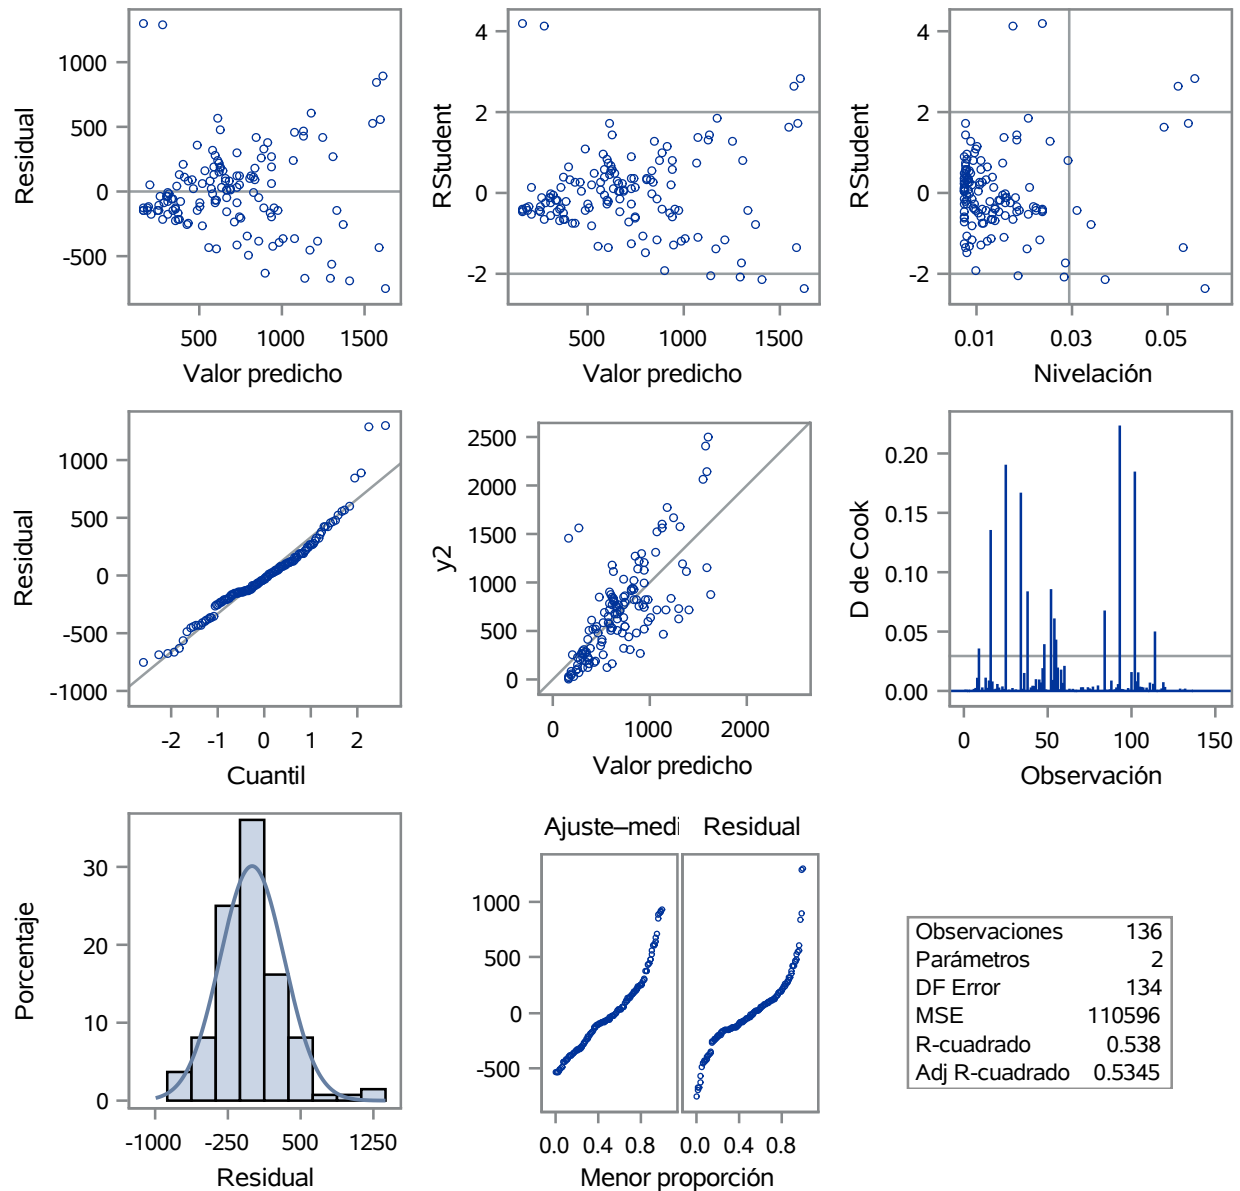 Residual
1000
500
0
-500
500 1000 1500
Valor predicho
RStudent
4
2
0
-2
500 1000 1500
Valor predicho
RStudent
4
2
0
-2
0.01 0.03 0.05
Nivelación
Residual
1000
500
0
-500
-1000
-2 -1 0 1 2
Cuantil
y2
2500
2000
1500
1000
500
0
0 1000 2000
Valor predicho
D de Cook
0.20
0.15
0.10
0.05
0.00
0 50 100 150
Observación
Porcentaje
30
20
10
0
-1000 -250 500 1250
Residual
Ajuste–medi Residual
1000
500
0
-500
0.0 0.4 0.8 0.0 0.4 0.8
Menor proporción
Observaciones 136
Parámetros 2
DF Error 134
MSE 110596
R-cuadrado 0.538
Adj R-cuadrado 0.5345